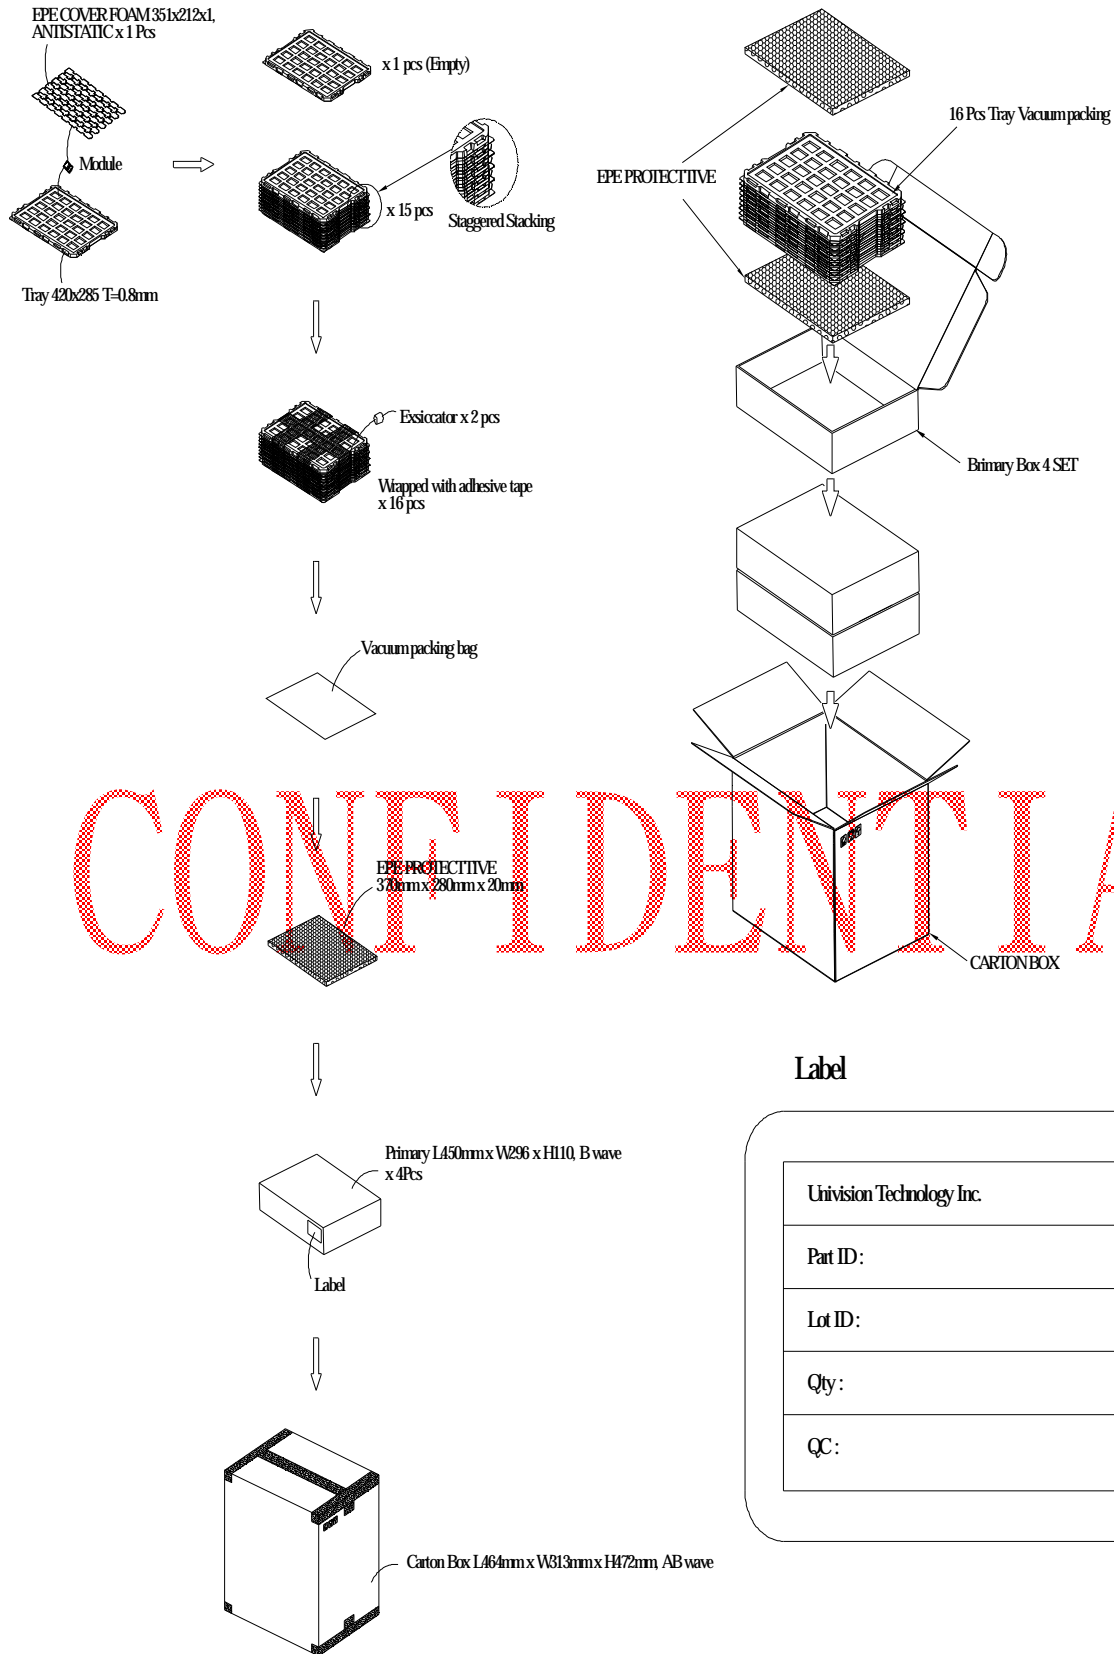 EPE COVER FOAM 351x212x1,
ANTISTATIC x 1 Pcs
Module
Tray 420x285 T=0.8mm
x 1 pcs (Empty)
x 15 pcs
Staggered Stacking
Exsiccator x 2 pcs
Wrapped with adhesive tape
x 16 pcs
Vacuum packing bag
EPE PROTECTTIVE
370mm x 280mm x 20mm
Primary L450mm x W296 x H110, B wave
x 4Pcs
Label
Carton Box L464mm x W313mm x H472mm, AB wave
16 Pcs Tray Vacuum packing
EPE PROTECTTIVE
Brimary Box 4 SET
CARTON BOX
CONFIDENTIA
Label
Univision Technology Inc.
Part ID :
Lot ID :
Q'ty :
QC :